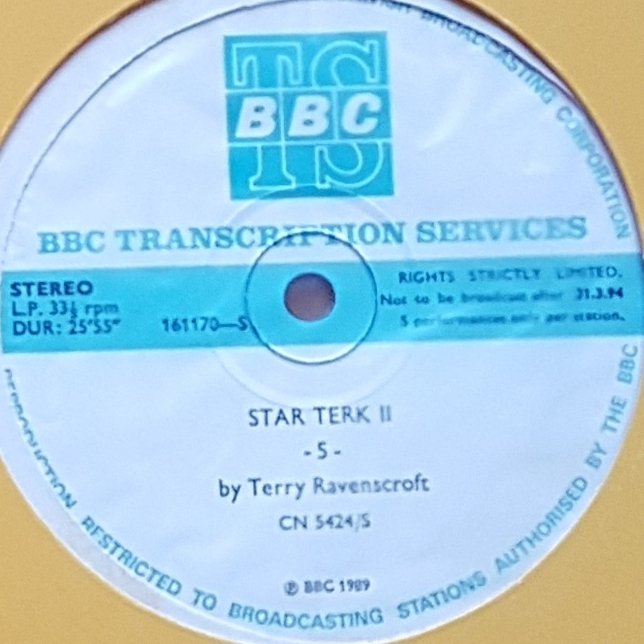 TS
BBC
TS
BBC TRANSCRIPTION SERVICES
STEREO
L.P. 33⅓ rpm
DUR: 25'55"
161170—S
RIGHTS STRICTLY LIMITED.
Not to be broadcast after 31.3.94
5 performances only per station.
STAR TERK II
- 5 -
by Terry Ravenscroft
CN 5424/S
℗ BBC 1989
BROADCASTING CORPORATION
REPRODUCTION RESTRICTED TO BROADCASTING STATIONS AUTHORISED BY THE BBC